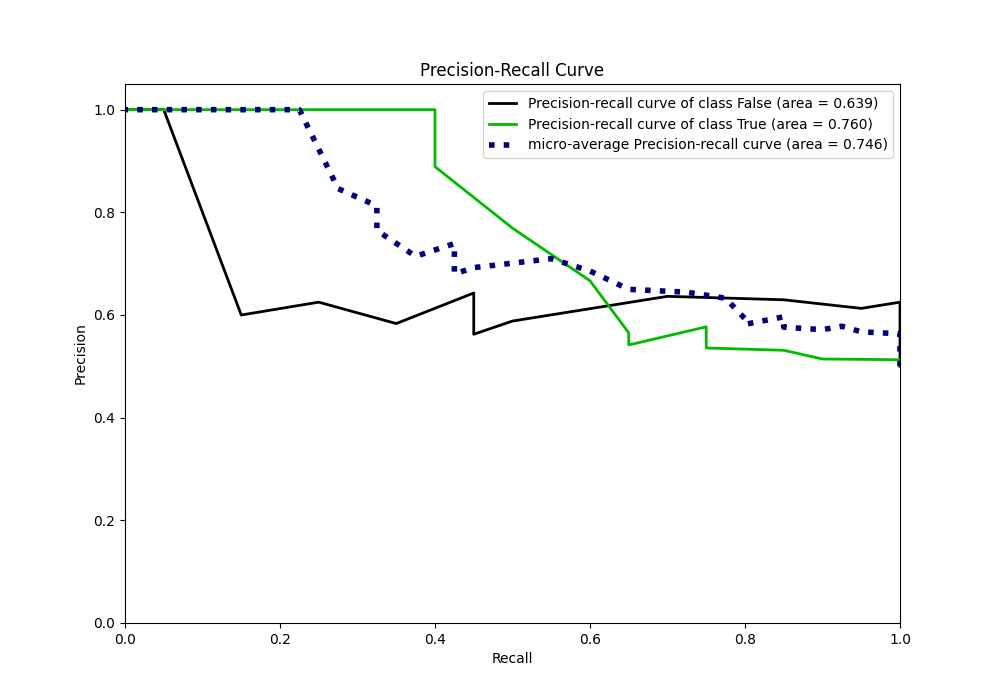 Precision-Recall Curve
Precision-recall curve of class False (area = 0.639)
Precision-recall curve of class True (area = 0.760)
micro-average Precision-recall curve (area = 0.746)
1.0
0.8
0.6
0.4
0.2
0.0
Precision
0.0 0.2 0.4 0.6 0.8 1.0
Recall